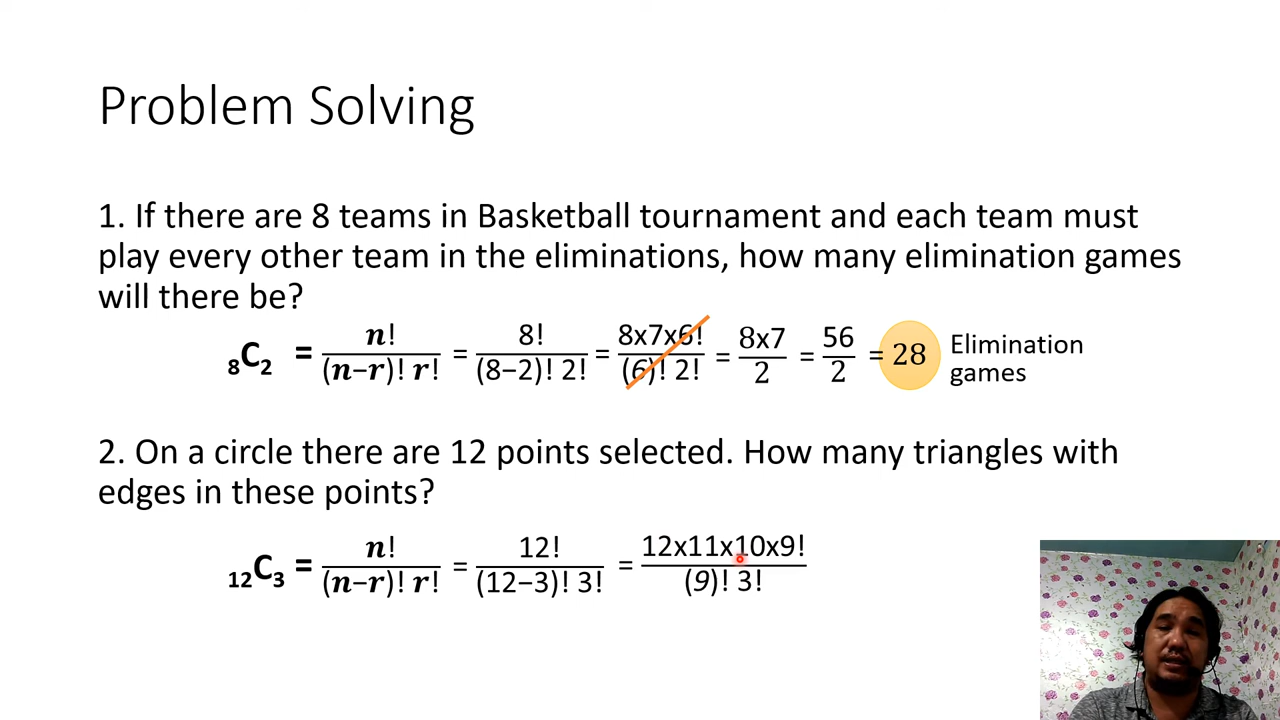 Problem Solving
1. If there are 8 teams in Basketball tournament and each team must
play every other team in the eliminations, how many elimination games
will there be?
₈C₂ = n!/(n−r)! r! = 8!/(8−2)! 2! = 8x7x6!/(6)! 2! = 8x7/2 = 56/2 = 28 Elimination
games
2. On a circle there are 12 points selected. How many triangles with
edges in these points?
₁₂C₃ = n!/(n−r)! r! = 12!/(12−3)! 3! = 12x11x10x9!/(9)! 3!